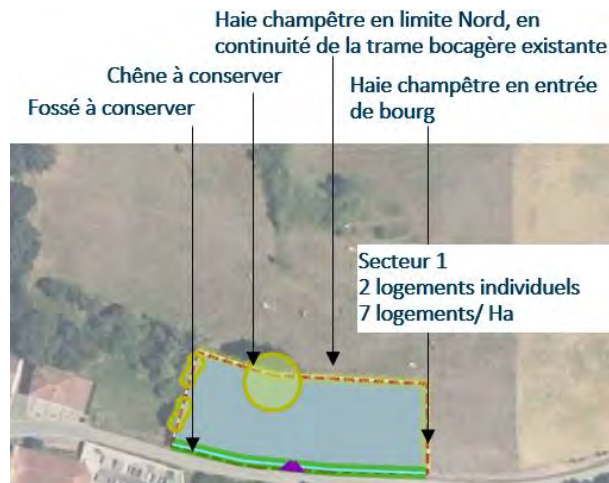 Haie champêtre en limite Nord, en
continuité de la trame bocagère existante
Chêne à conserver
Haie champêtre en entrée
de bourg
Fossé à conserver
Secteur 1
2 logements individuels
7 logements/ Ha